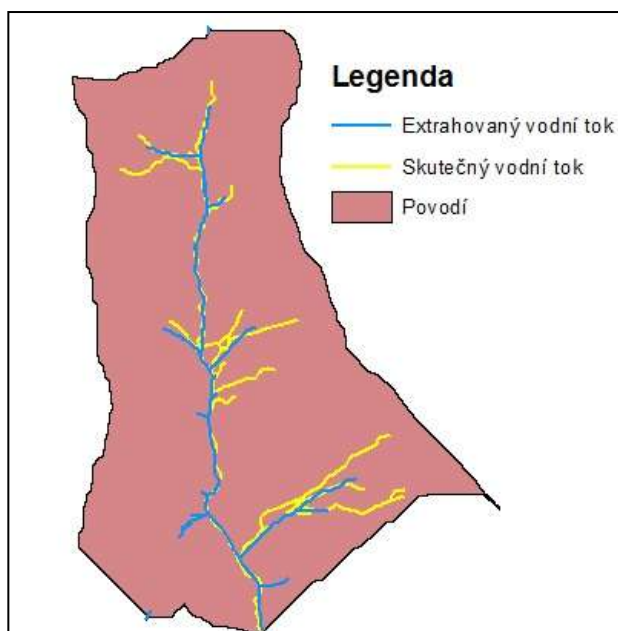 Legenda
Extrahovaný vodní tok
Skutečný vodní tok
Povodí